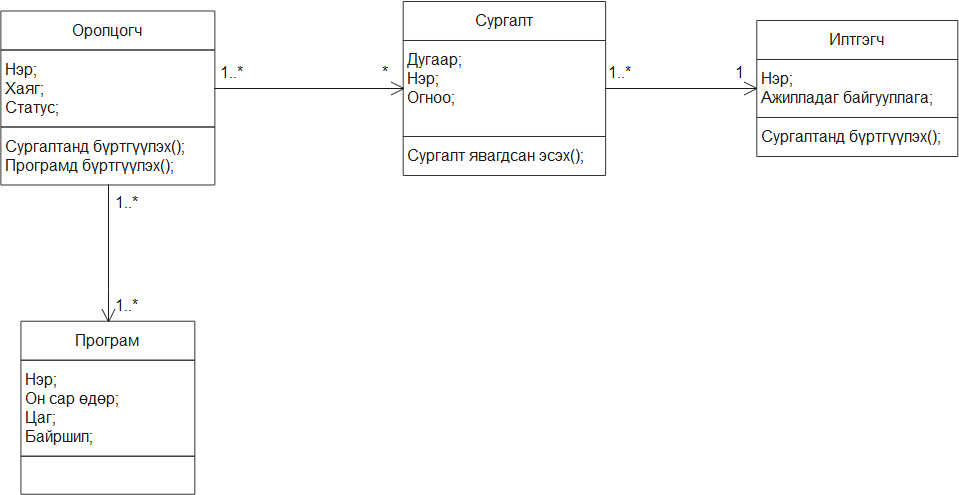 Оролцогч
Нэр;
Хаяг;
Статус;
Сургалтанд бүртгүүлэх();
Програмд бүртгүүлэх();
1..*
*
Сургалт
Дугаар;
Нэр;
Огноо;
Сургалт явагдсан эсэх();
1..*
1
Илтгэгч
Нэр;
Ажилладаг байгууллага;
Сургалтанд бүртгүүлэх();
1..*
1..*
Програм
Нэр;
Он сар өдөр;
Цаг;
Байршил;